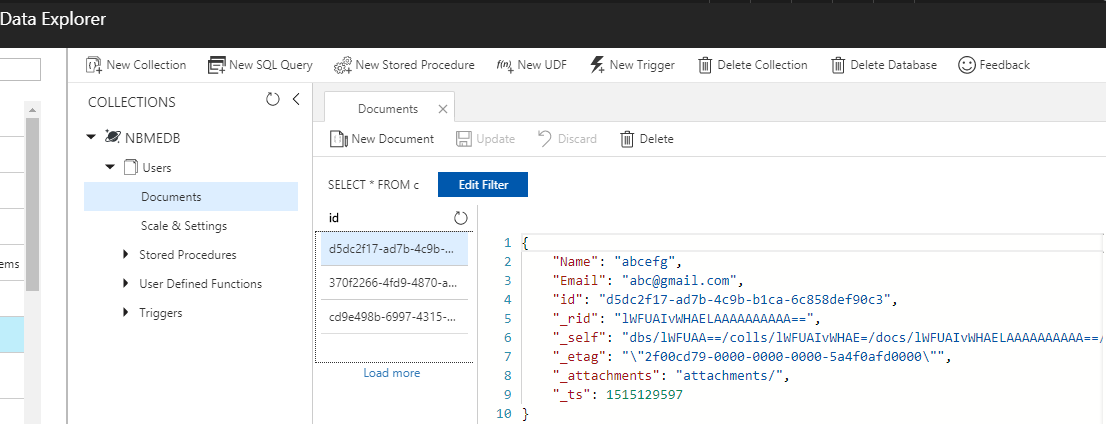 Data Explorer
New Collection New SQL Query New Stored Procedure f(n) New UDF New Trigger Delete Collection Delete Database Feedback
COLLECTIONS
NBMEDB
Users
Documents
Scale & Settings
Stored Procedures
User Defined Functions
Triggers
ems
Documents
New Document Update Discard Delete
SELECT * FROM c Edit Filter
id
d5dc2f17-ad7b-4c9b-...
370f2266-4fd9-4870-a...
cd9e498b-6997-4315-...
Load more
1 {
2 "Name": "abcefg",
3 "Email": "abc@gmail.com",
4 "id": "d5dc2f17-ad7b-4c9b-b1ca-6c858def90c3",
5 "_rid": "lWFUAIvWHAELAAAAAAAAAA==",
6 "_self": "dbs/lWFUAA==/colls/lWFUAIvWHAE=/docs/lWFUAIvWHAELAAAAAAAAAA==/
7 "_etag": "\"2f00cd79-0000-0000-0000-5a4f0afd0000\"",
8 "_attachments": "attachments/",
9 "_ts": 1515129597
10 }